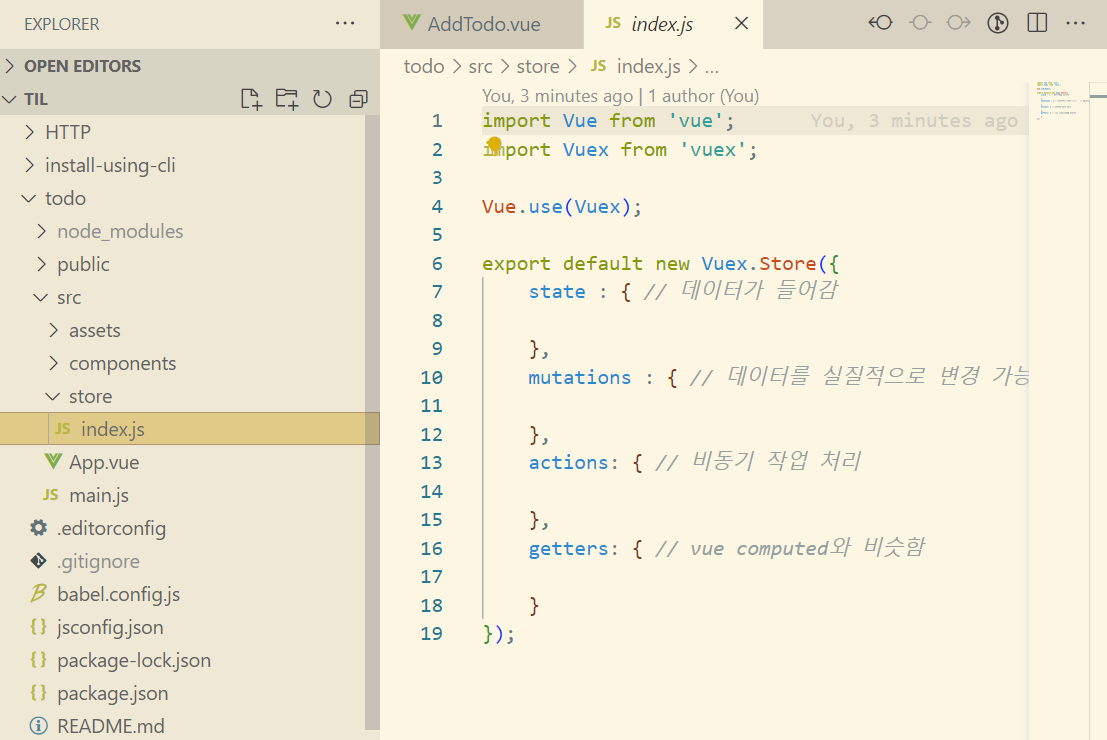 EXPLORER
OPEN EDITORS
TIL
HTTP
install-using-cli
todo
node_modules
public
src
assets
components
store
JS index.js
App.vue
JS main.js
.editorconfig
.gitignore
babel.config.js
{} jsconfig.json
{} package-lock.json
{} package.json
README.md
AddTodo.vue JS index.js
todo > src > store > JS index.js > ...
You, 3 minutes ago | 1 author (You)
1 import Vue from 'vue'; You, 3 minutes ago
2 import Vuex from 'vuex';
3
4 Vue.use(Vuex);
5
6 export default new Vuex.Store({
7 state : { // 데이터가 들어감
8
9 },
10 mutations : { // 데이터를 실질적으로 변경 가능
11
12 },
13 actions: { // 비동기 작업 처리
14
15 },
16 getters: { // vue computed와 비슷함
17
18 }
19 });